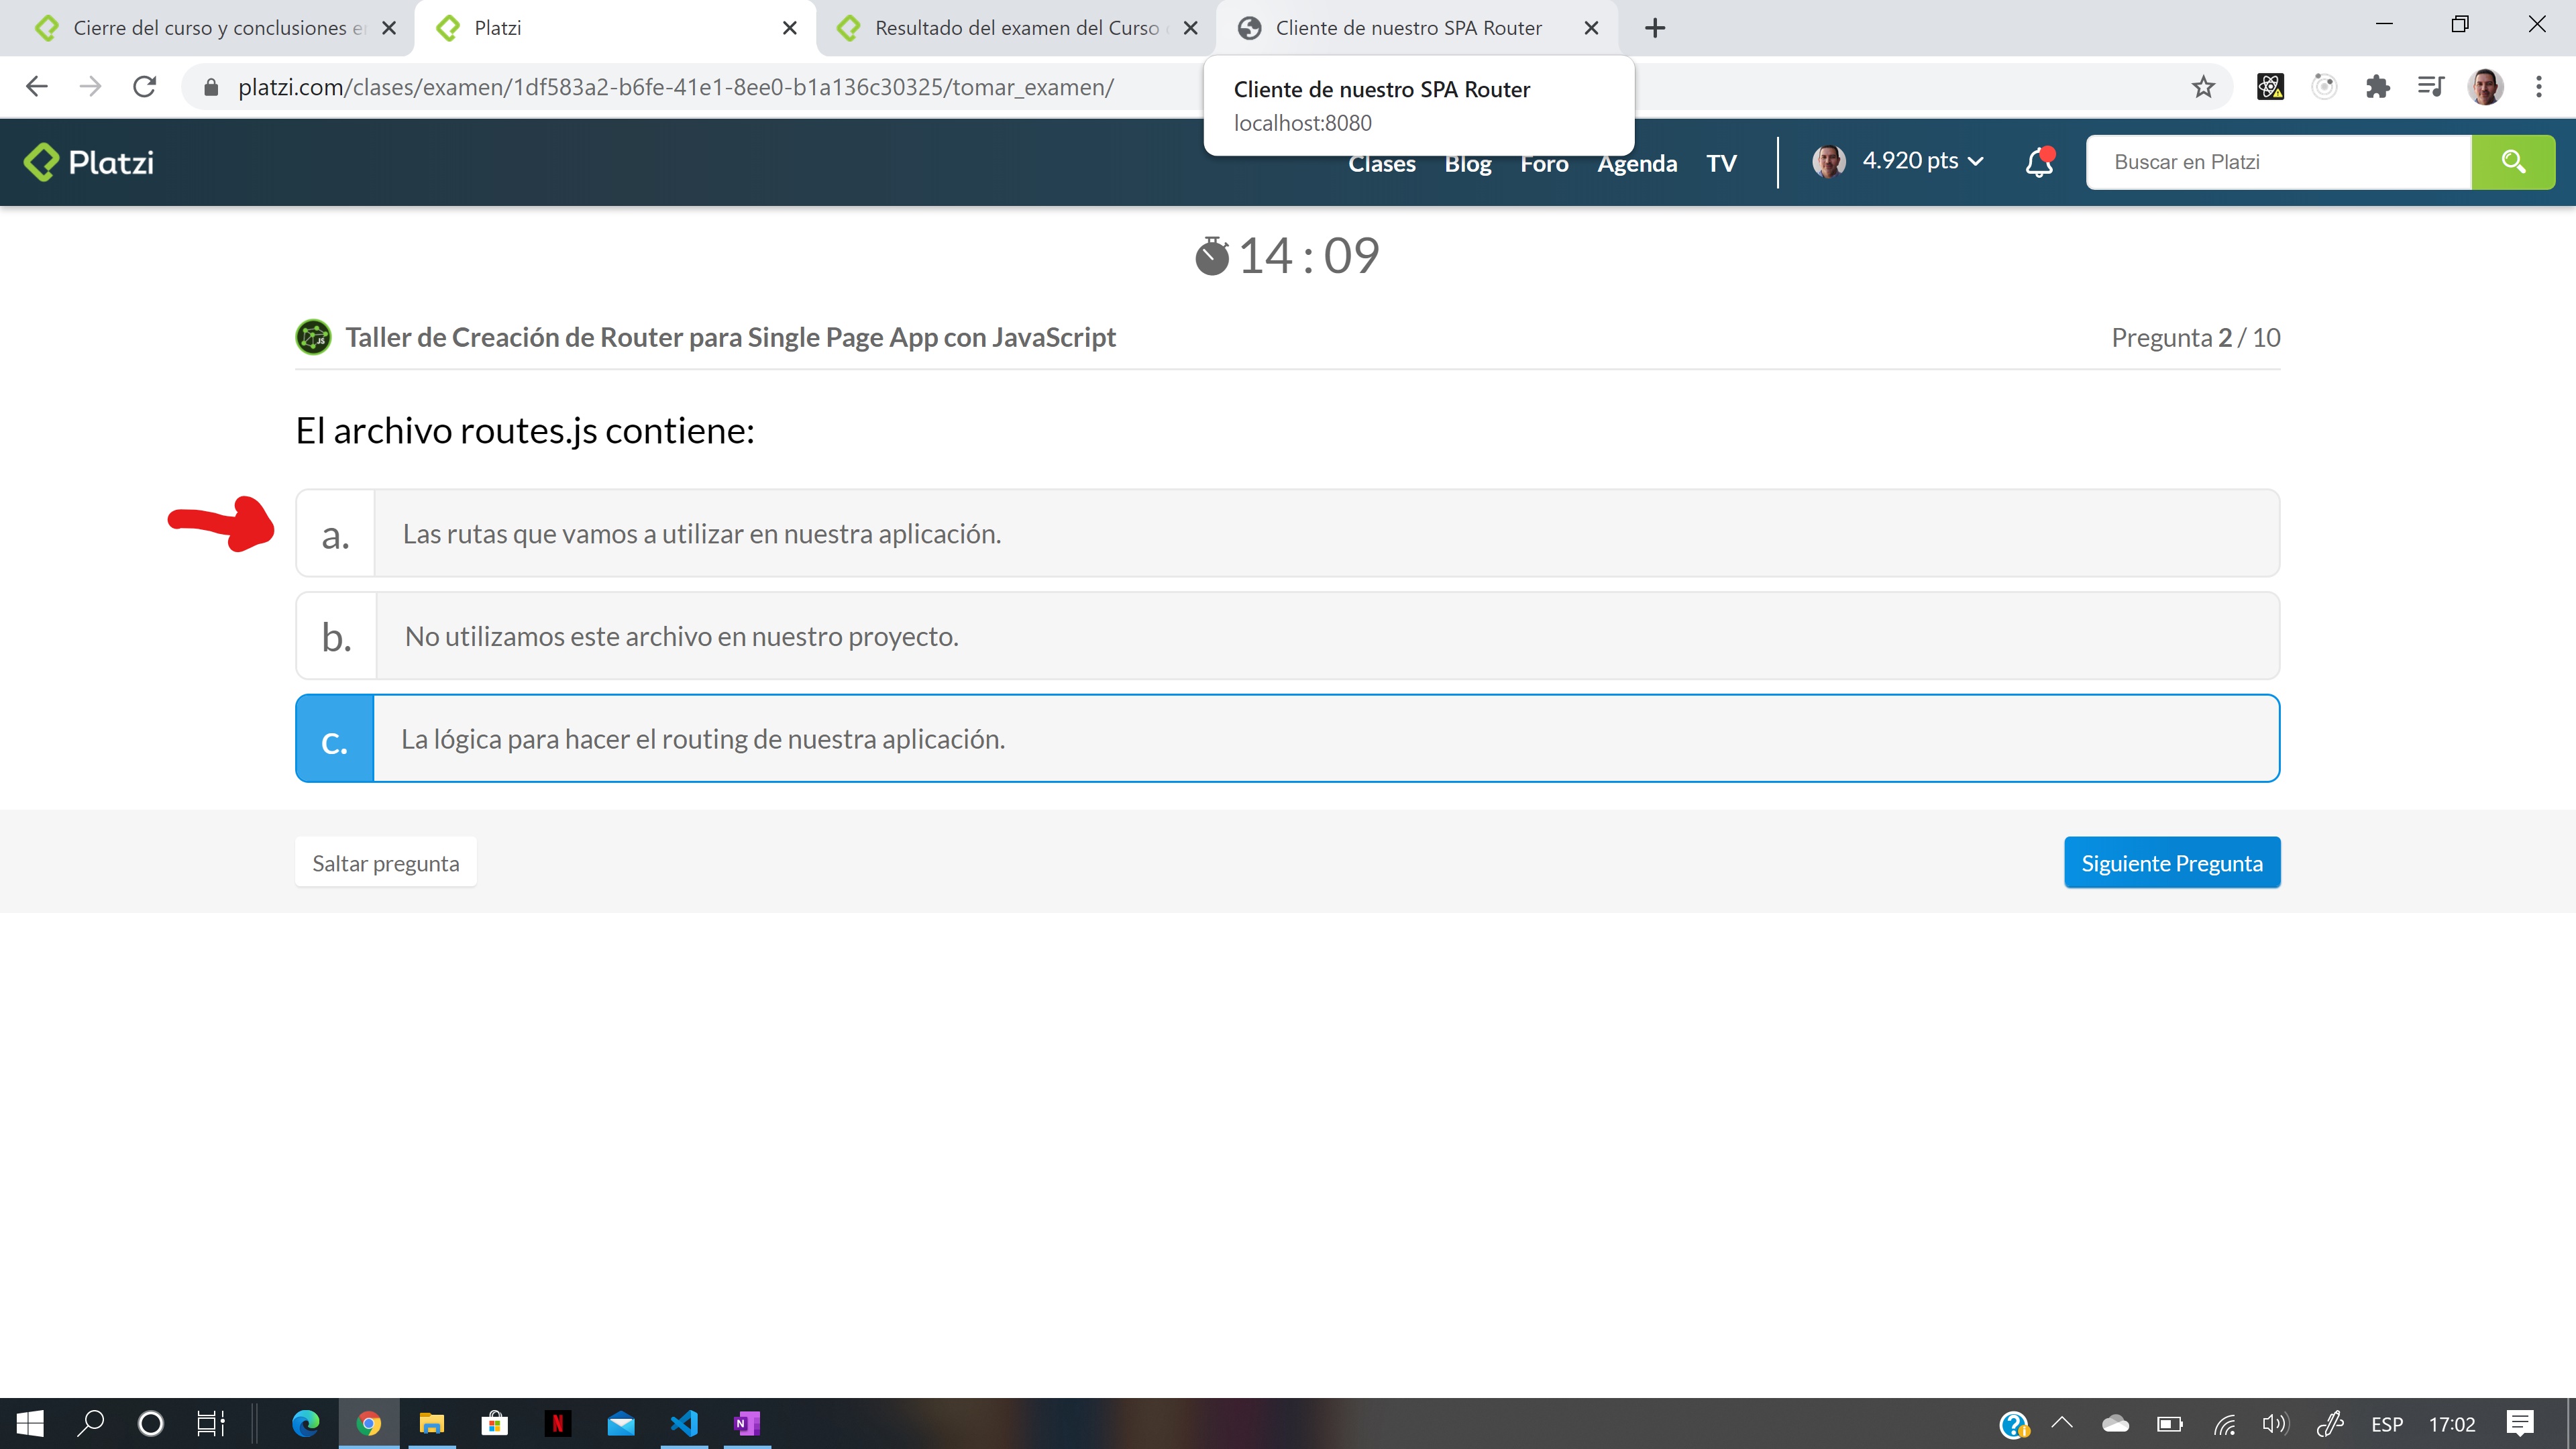 Cierre del curso y conclusiones e
Platzi
Resultado del examen del Curso
Cliente de nuestro SPA Router
platzi.com/clases/examen/1df583a2-b6fe-41e1-8ee0-b1a136c30325/tomar_examen/
Cliente de nuestro SPA Router
localhost:8080
Platzi
Clases Blog Foro Agenda TV
4.920 pts
Buscar en Platzi
14 : 09
JS
Taller de Creación de Router para Single Page App con JavaScript
Pregunta 2 / 10
El archivo routes.js contiene:
a. Las rutas que vamos a utilizar en nuestra aplicación.
b. No utilizamos este archivo en nuestro proyecto.
c. La lógica para hacer el routing de nuestra aplicación.
Saltar pregunta
Siguiente Pregunta
ESP 17:02